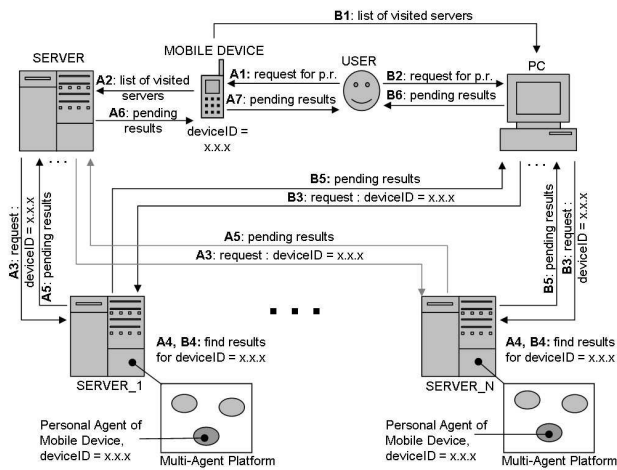 B1: list of visited servers
SERVER
MOBILE DEVICE
USER
PC
A2: list of visited
servers
A1: request for p.r.
B2: request for p.r.
A6: pending
results
A7: pending results
B6: pending results
deviceID =
x.x.x
. . .
. . .
A3: request :
deviceID = x.x.x
A5: pending results
B5: pending results
B3: request : deviceID = x.x.x
A5: pending results
A3: request : deviceID = x.x.x
B5: pending results
B3: request :
deviceID = x.x.x
A4, B4: find results
for deviceID = x.x.x
SERVER_1
A4, B4: find results
for deviceID = x.x.x
SERVER_N
Personal Agent of
Mobile Device,
deviceID = x.x.x
Multi-Agent Platform
Personal Agent of
Mobile Device,
deviceID = x.x.x
Multi-Agent Platform